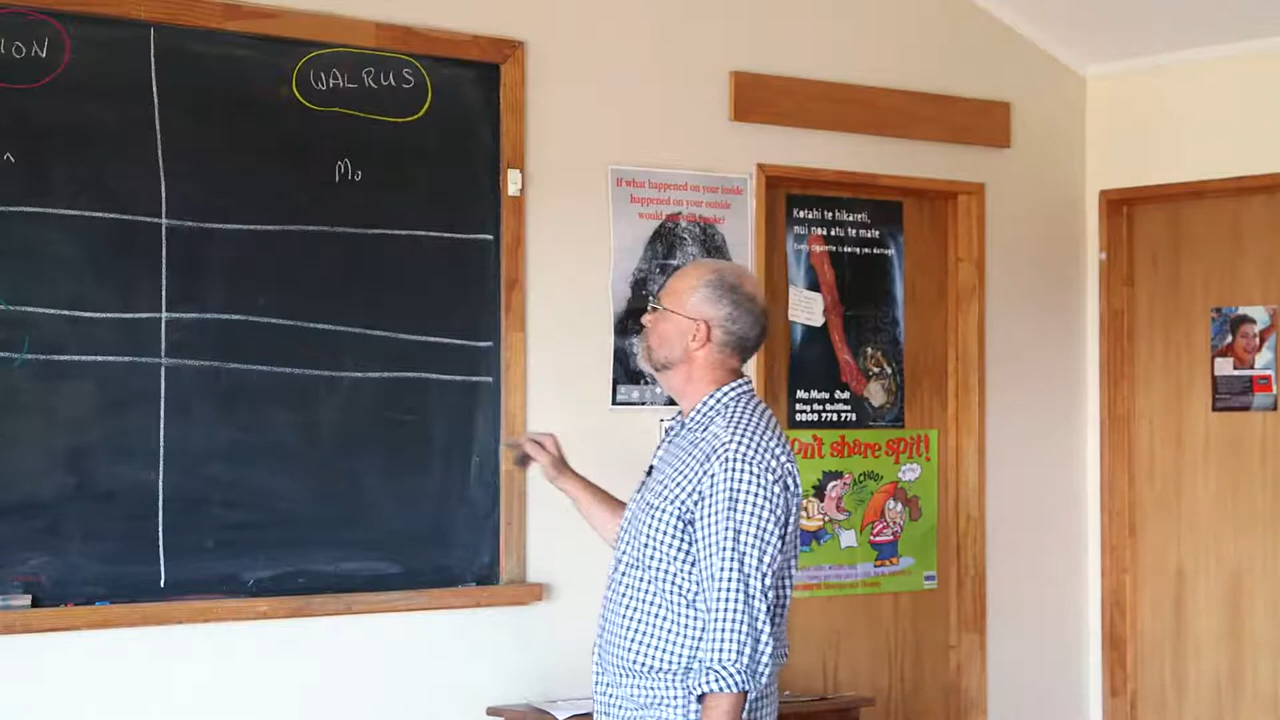 ION
WALRUS
Mo
If what happened on your inside
happened on your outside
would you still smoke?
Kotahi te hikareti,
nui noa atu te mate
Every cigarette is doing you damage
Me Mutu Quit
Ring the Quitline
0800 778 778
on't share spit!
ACHOO!